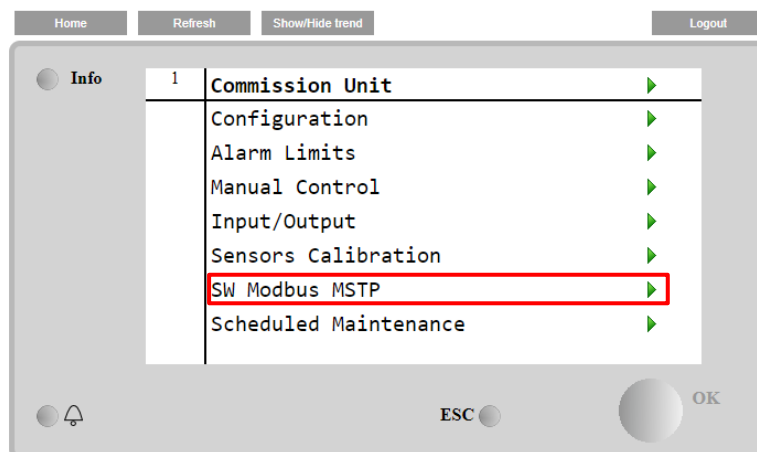 Home Refresh Show/Hide trend Logout
Info 1 Commission Unit
Configuration
Alarm Limits
Manual Control
Input/Output
Sensors Calibration
SW Modbus MSTP
Scheduled Maintenance
ESC OK